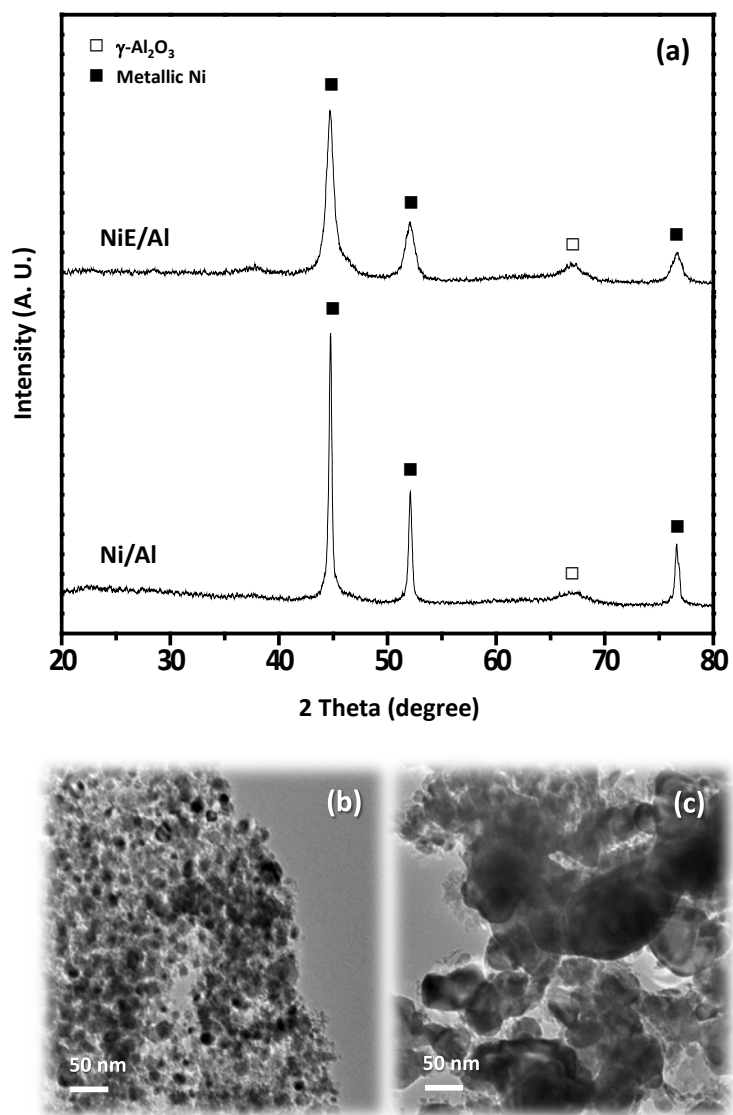 (a)
γ-Al₂O₃
Metallic Ni
NiE/Al
Ni/Al
Intensity (A. U.)
20 30 40 50 60 70 80
2 Theta (degree)
(b)
(c)
50 nm
50 nm